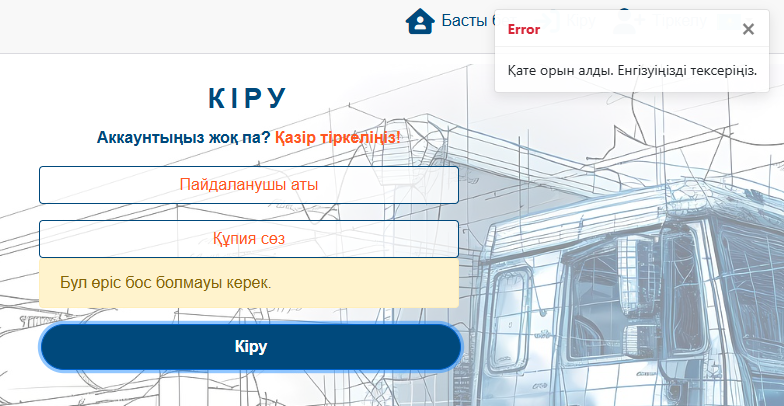 Басты
Error
Қате орын алды. Енгізуіңізді тексеріңіз.
КІРУ
Аккаунтыңыз жоқ па? Қазір тіркеліңіз!
Пайдаланушы аты
Құпия сөз
Бұл өріс бос болмауы керек.
Кіру